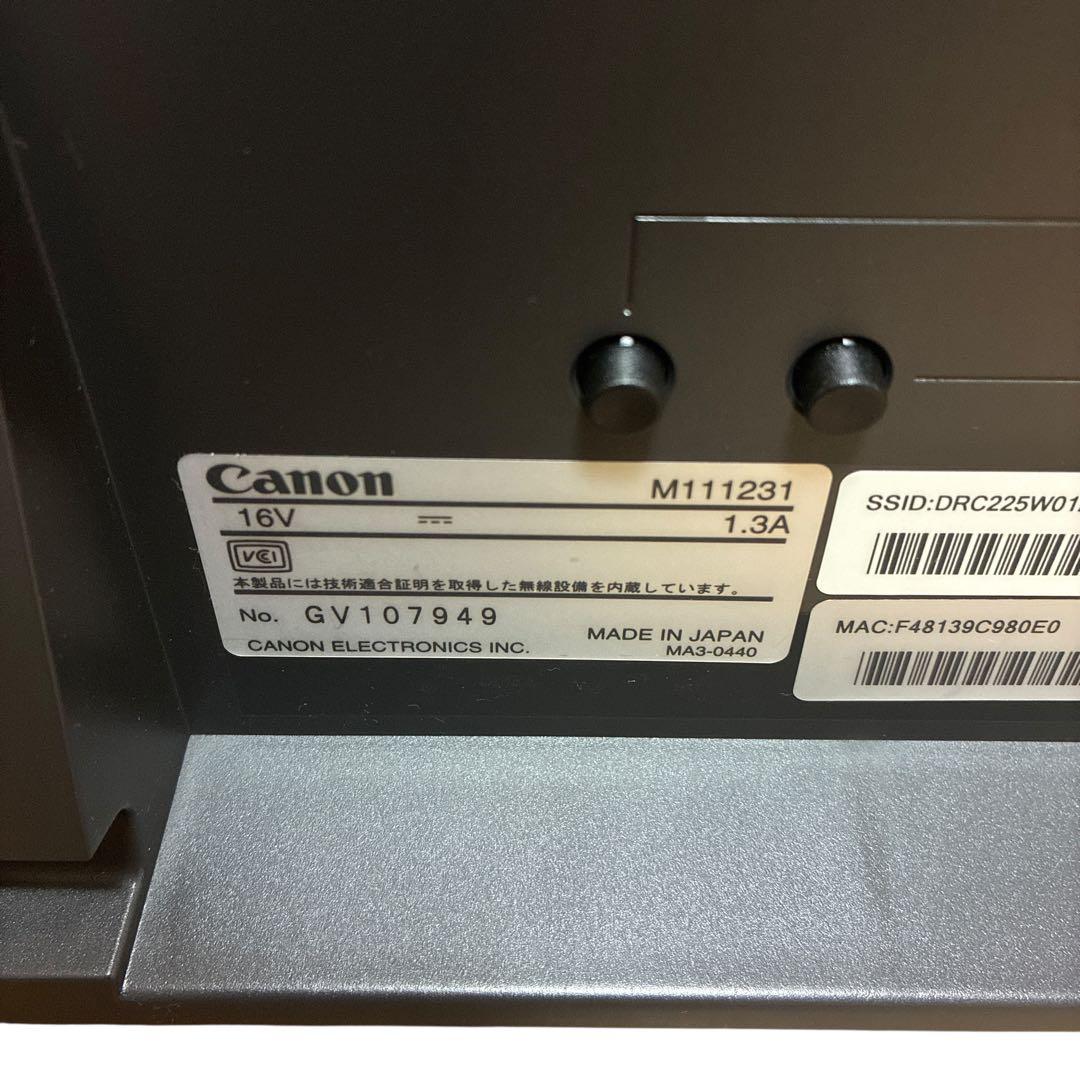 Canon M111231
16V 1.3A
VCCI
本製品には技術適合証明を取得した無線設備を内蔵しています。
No. GV107949
CANON ELECTRONICS INC. MADE IN JAPAN
MA3-0440
SSID:DRC225W01
MAC:F48139C980E0